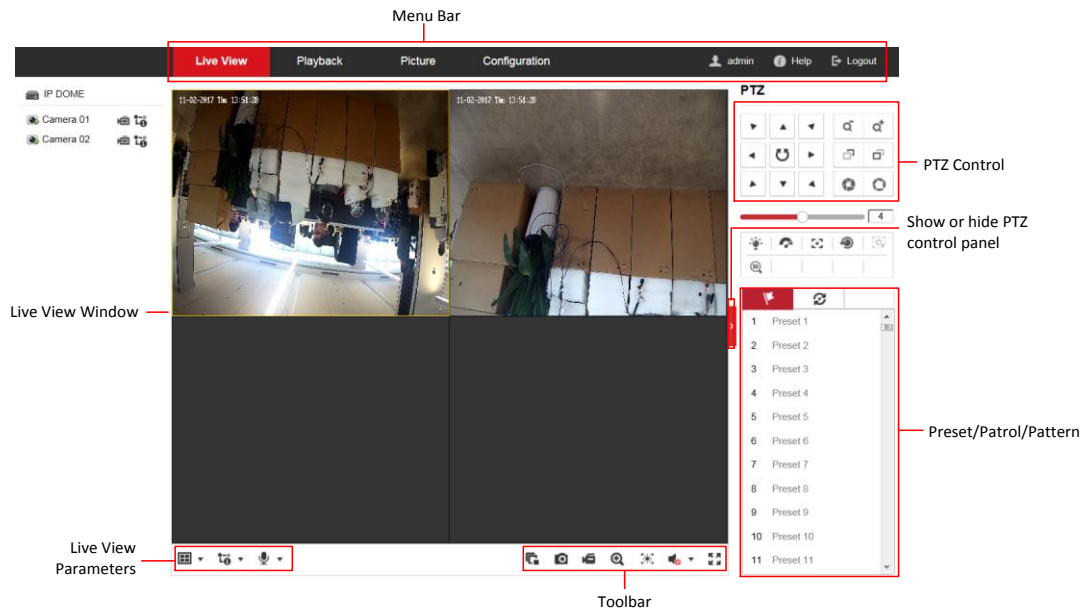 Menu Bar
Live View Playback Picture Configuration admin Help Logout
IP DOME
Camera 01
Camera 02
11-02-2017 Thu 13:51:28
11-02-2017 Thu 13:51:28
PTZ
PTZ Control
4
Show or hide PTZ
control panel
Live View Window
1 Preset 1
2 Preset 2
3 Preset 3
4 Preset 4
5 Preset 5
6 Preset 6
7 Preset 7
8 Preset 8
9 Preset 9
10 Preset 10
11 Preset 11
Preset/Patrol/Pattern
Live View
Parameters
Toolbar